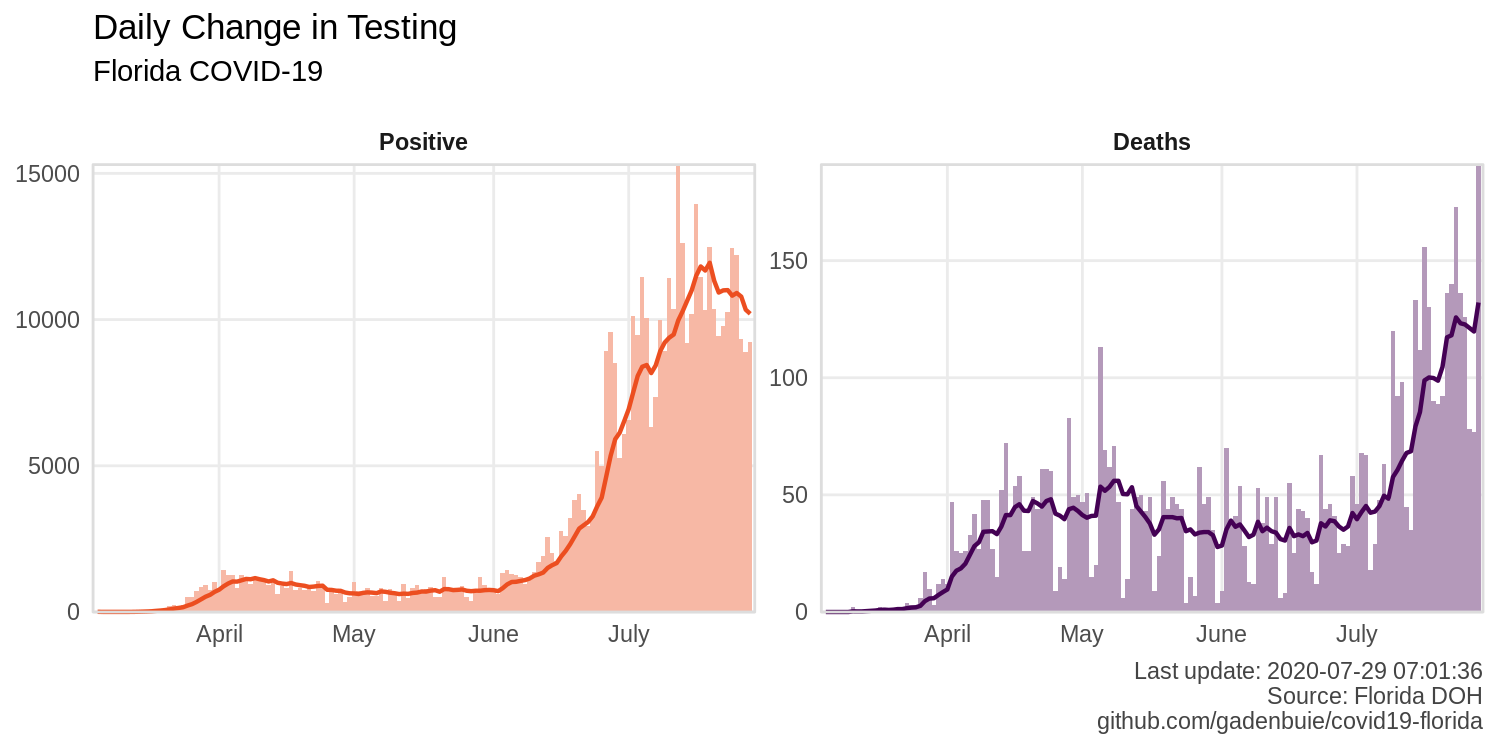 Daily Change in Testing
Florida COVID-19
Positive
15000
10000
5000
0
April May June July
Deaths
150
100
50
0
April May June July
Last update: 2020-07-29 07:01:36
Source: Florida DOH
github.com/gadenbuie/covid19-florida